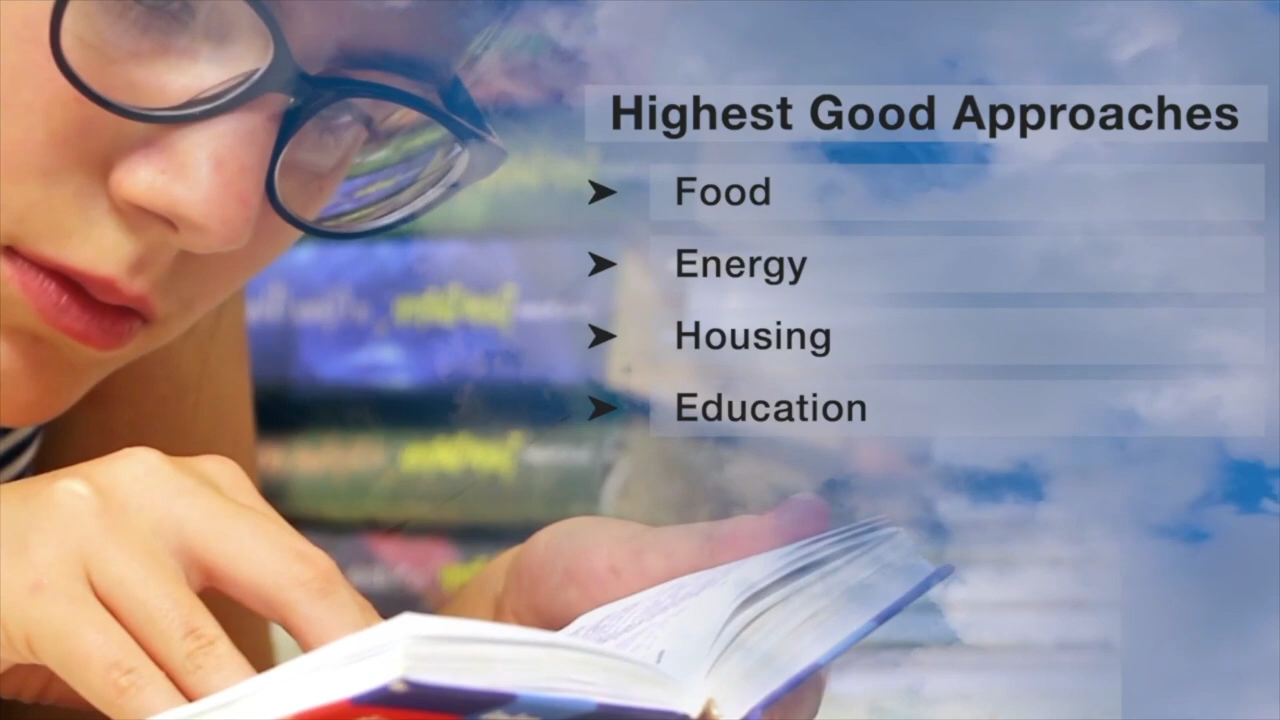 Highest Good Approaches
➤ Food
➤ Energy
➤ Housing
➤ Education